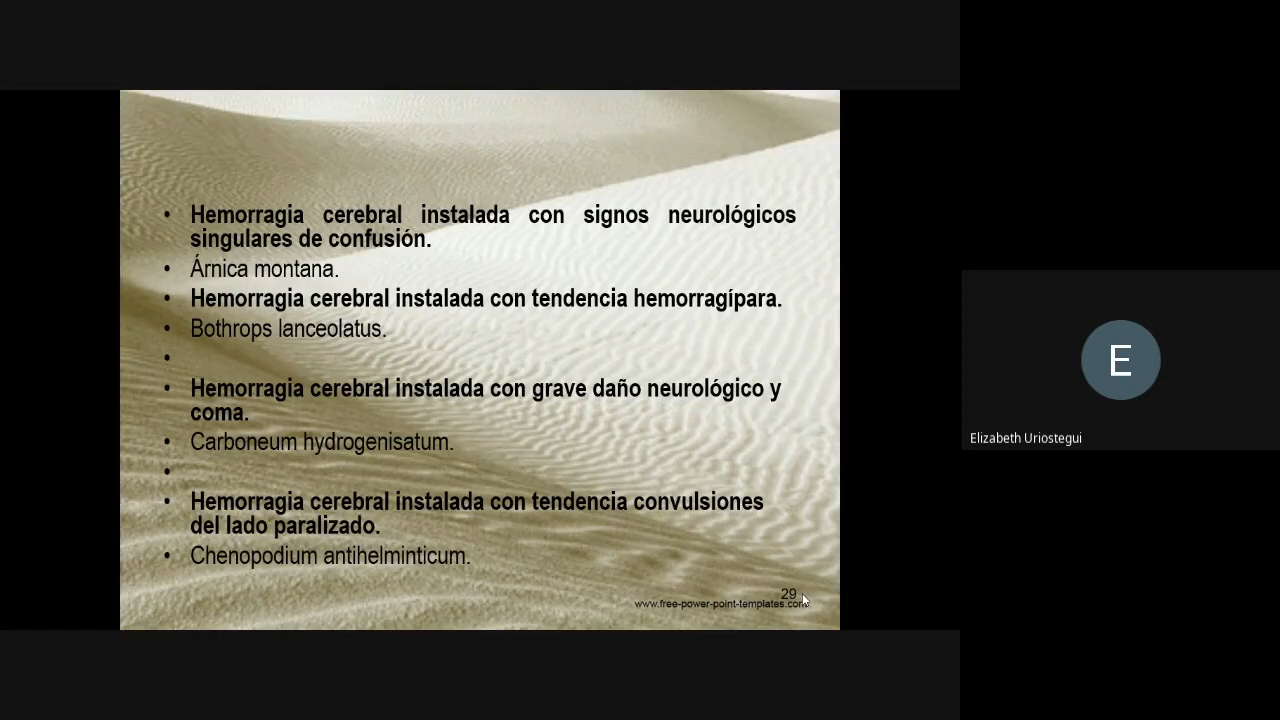 • Hemorragia cerebral instalada con signos neurológicos
singulares de confusión.
• Árnica montana.
• Hemorragia cerebral instalada con tendencia hemorragípara.
• Bothrops lanceolatus.
•
• Hemorragia cerebral instalada con grave daño neurológico y
coma.
• Carboneum hydrogenisatum.
•
• Hemorragia cerebral instalada con tendencia convulsiones
del lado paralizado.
• Chenopodium antihelminticum.
29
www.free-power-point-templates.com
E
Elizabeth Uriostegui